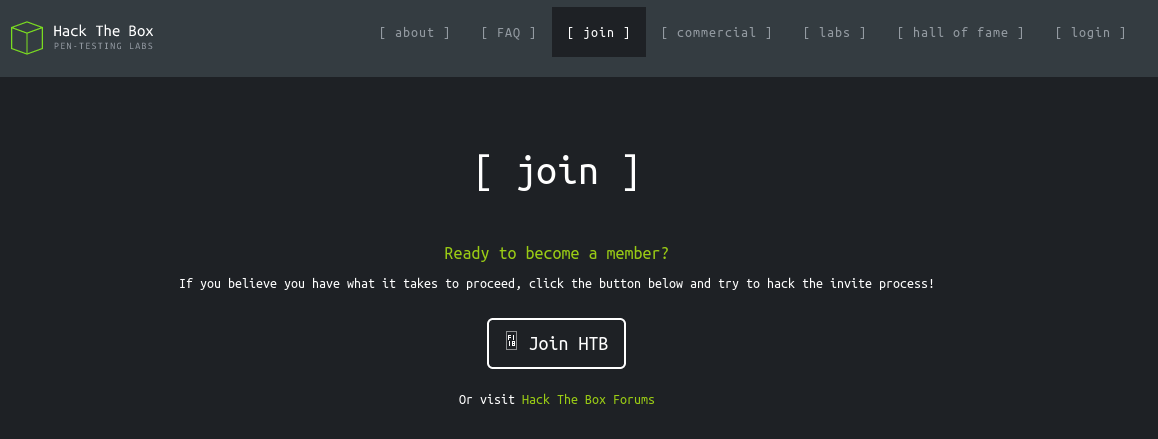 Hack The Box
PEN-TESTING LABS
[ about ] [ FAQ ] [ join ] [ commercial ] [ labs ] [ hall of fame ] [ login ]
[ join ]
Ready to become a member?
If you believe you have what it takes to proceed, click the button below and try to hack the invite process!
Join HTB
Or visit Hack The Box Forums